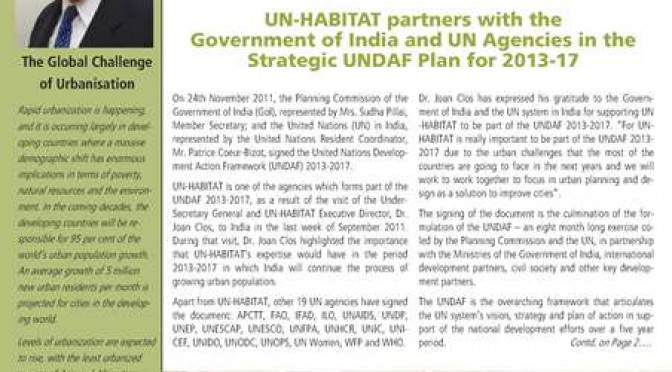 The Global Challenge
of Urbanisation
Rapid urbanization is happening,
and it is occurring largely in devel-
oping countries where a massive
demographic shift has enormous
implications in terms of poverty,
natural resources and the environ-
ment. In the coming decades, the
developing countries will be re-
sponsible for 95 per cent of the
world's urban population growth.
An average growth of 5 million
new urban residents per month is
projected for cities in the develop-
ing world.
Levels of urbanization are expected
to rise, with the least urbanized
UN-HABITAT partners with the
Government of India and UN Agencies in the
Strategic UNDAF Plan for 2013-17
On 24th November 2011, the Planning Commission of the
Government of India (GoI), represented by Mrs. Sudha Pillai,
Member Secretary; and the United Nations (UN) in India,
represented by the United Nations Resident Coordinator,
Mr. Patrice Coeur-Bizot, signed the United Nations Develop-
ment Action Framework (UNDAF) 2013-2017.
UN-HABITAT is one of the agencies which forms part of the
UNDAF 2013-2017, as a result of the visit of the Under-
Secretary General and UN-HABITAT Executive Director, Dr.
Joan Clos, to India in the last week of September 2011.
During that visit, Dr. Joan Clos highlighted the importance
that UN-HABITAT's expertise would have in the period
2013-2017 in which India will continue the process of
growing urban population.
Apart from UN-HABITAT, other 19 UN agencies have signed
the document: APCTT, FAO, IFAD, ILO, UNAIDS, UNDP,
UNEP, UNESCAP, UNESCO, UNFPA, UNHCR, UNIC, UNI-
CEF, UNIDO, UNODC, UNOPS, UN Women, WFP and WHO.
Dr. Joan Clos has expressed his gratitude to the Govern-
ment of India and the UN system in India for supporting UN
-HABITAT to be part of the UNDAF 2013-2017. "For UN-
HABITAT is really important to be part of the UNDAF 2013-
2017 due to the urban challenges that the most of the
countries are going to face in the next years and we will
work to work together to focus in urban planning and de-
sign as a solution to improve cities".
The signing of the document is the culmination of the for-
mulation of the UNDAF – an eight month long exercise co-
led by the Planning Commission and the UN, in partnership
with the Ministries of the Government of India, international
development partners, civil society and other key develop-
ment partners.
The UNDAF is the overarching framework that articulates
the UN system's vision, strategy and plan of action in sup-
port of the national development efforts over a five year
period. Contd. on Page 2....